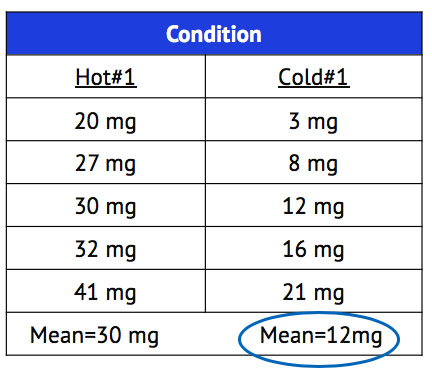 Condition
Hot#1 Cold#1
20 mg 3 mg
27 mg 8 mg
30 mg 12 mg
32 mg 16 mg
41 mg 21 mg
Mean=30 mg Mean=12mg